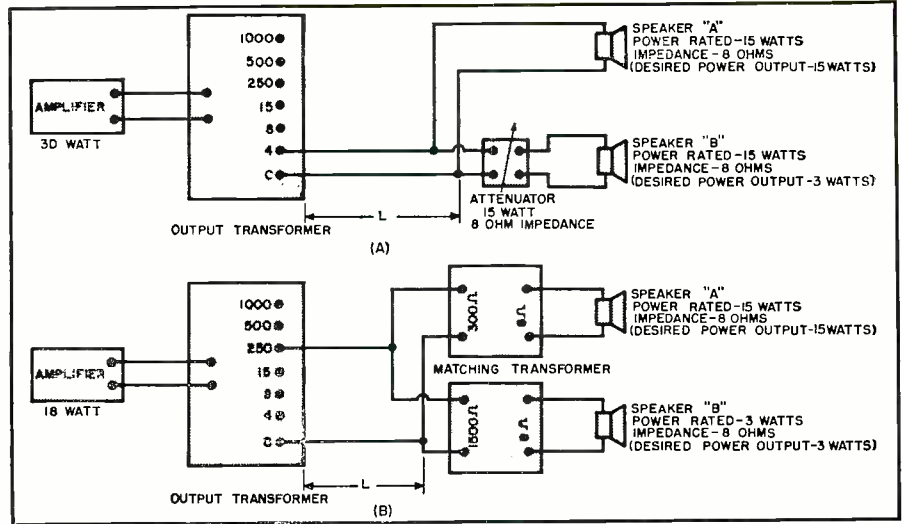 1000
500
250
15
8
4
C
AMPLIFIER
30 WATT
L
OUTPUT TRANSFORMER
ATTENUATOR
15 WATT
8 OHM IMPEDANCE
SPEAKER "A"
POWER RATED-15 WATTS
IMPEDANCE-8 OHMS
(DESIRED POWER OUTPUT-15WATTS)
SPEAKER "B"
POWER RATED-15 WATTS
IMPEDANCE-8 OHMS
(DESIRED POWER OUTPUT-3 WATTS)
(A)
1000
500
250
15
8
4
C
AMPLIFIER
18 WATT
L
OUTPUT TRANSFORMER
300Ω
8Ω
MATCHING TRANSFORMER
1500Ω
8Ω
SPEAKER "A"
POWER RATED-15 WATTS
IMPEDANCE-8 OHMS
(DESIRED POWER OUTPUT-15WATTS)
SPEAKER "B"
POWER RATED-3 WATTS
IMPEDANCE-8 OHMS
(DESIRED POWER OUTPUT-3 WATTS)
(B)